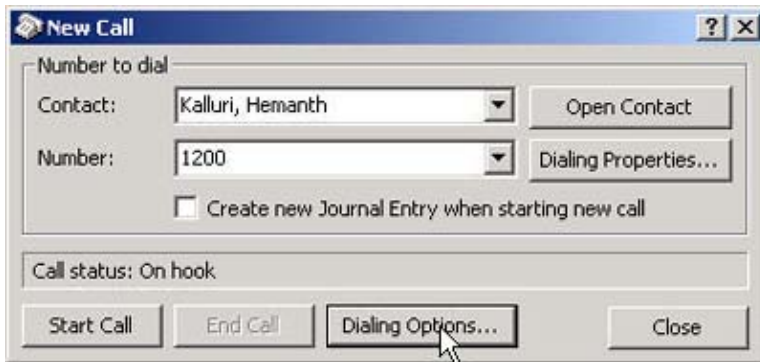 New Call
Number to dial
Contact: Kalluri, Hemanth Open Contact
Number: 1200 Dialing Properties...
Create new Journal Entry when starting new call
Call status: On hook
Start Call End Call Dialing Options... Close